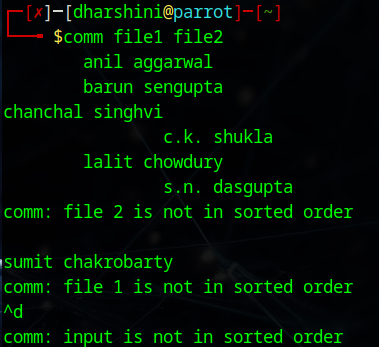 ┌─[✗]─[dharshini@parrot]─[~]
└──╼ $comm file1 file2
	anil aggarwal
	barun sengupta
chanchal singhvi
		c.k. shukla
	lalit chowdury
		s.n. dasgupta
comm: file 2 is not in sorted order

sumit chakrobarty
comm: file 1 is not in sorted order
^d
comm: input is not in sorted order